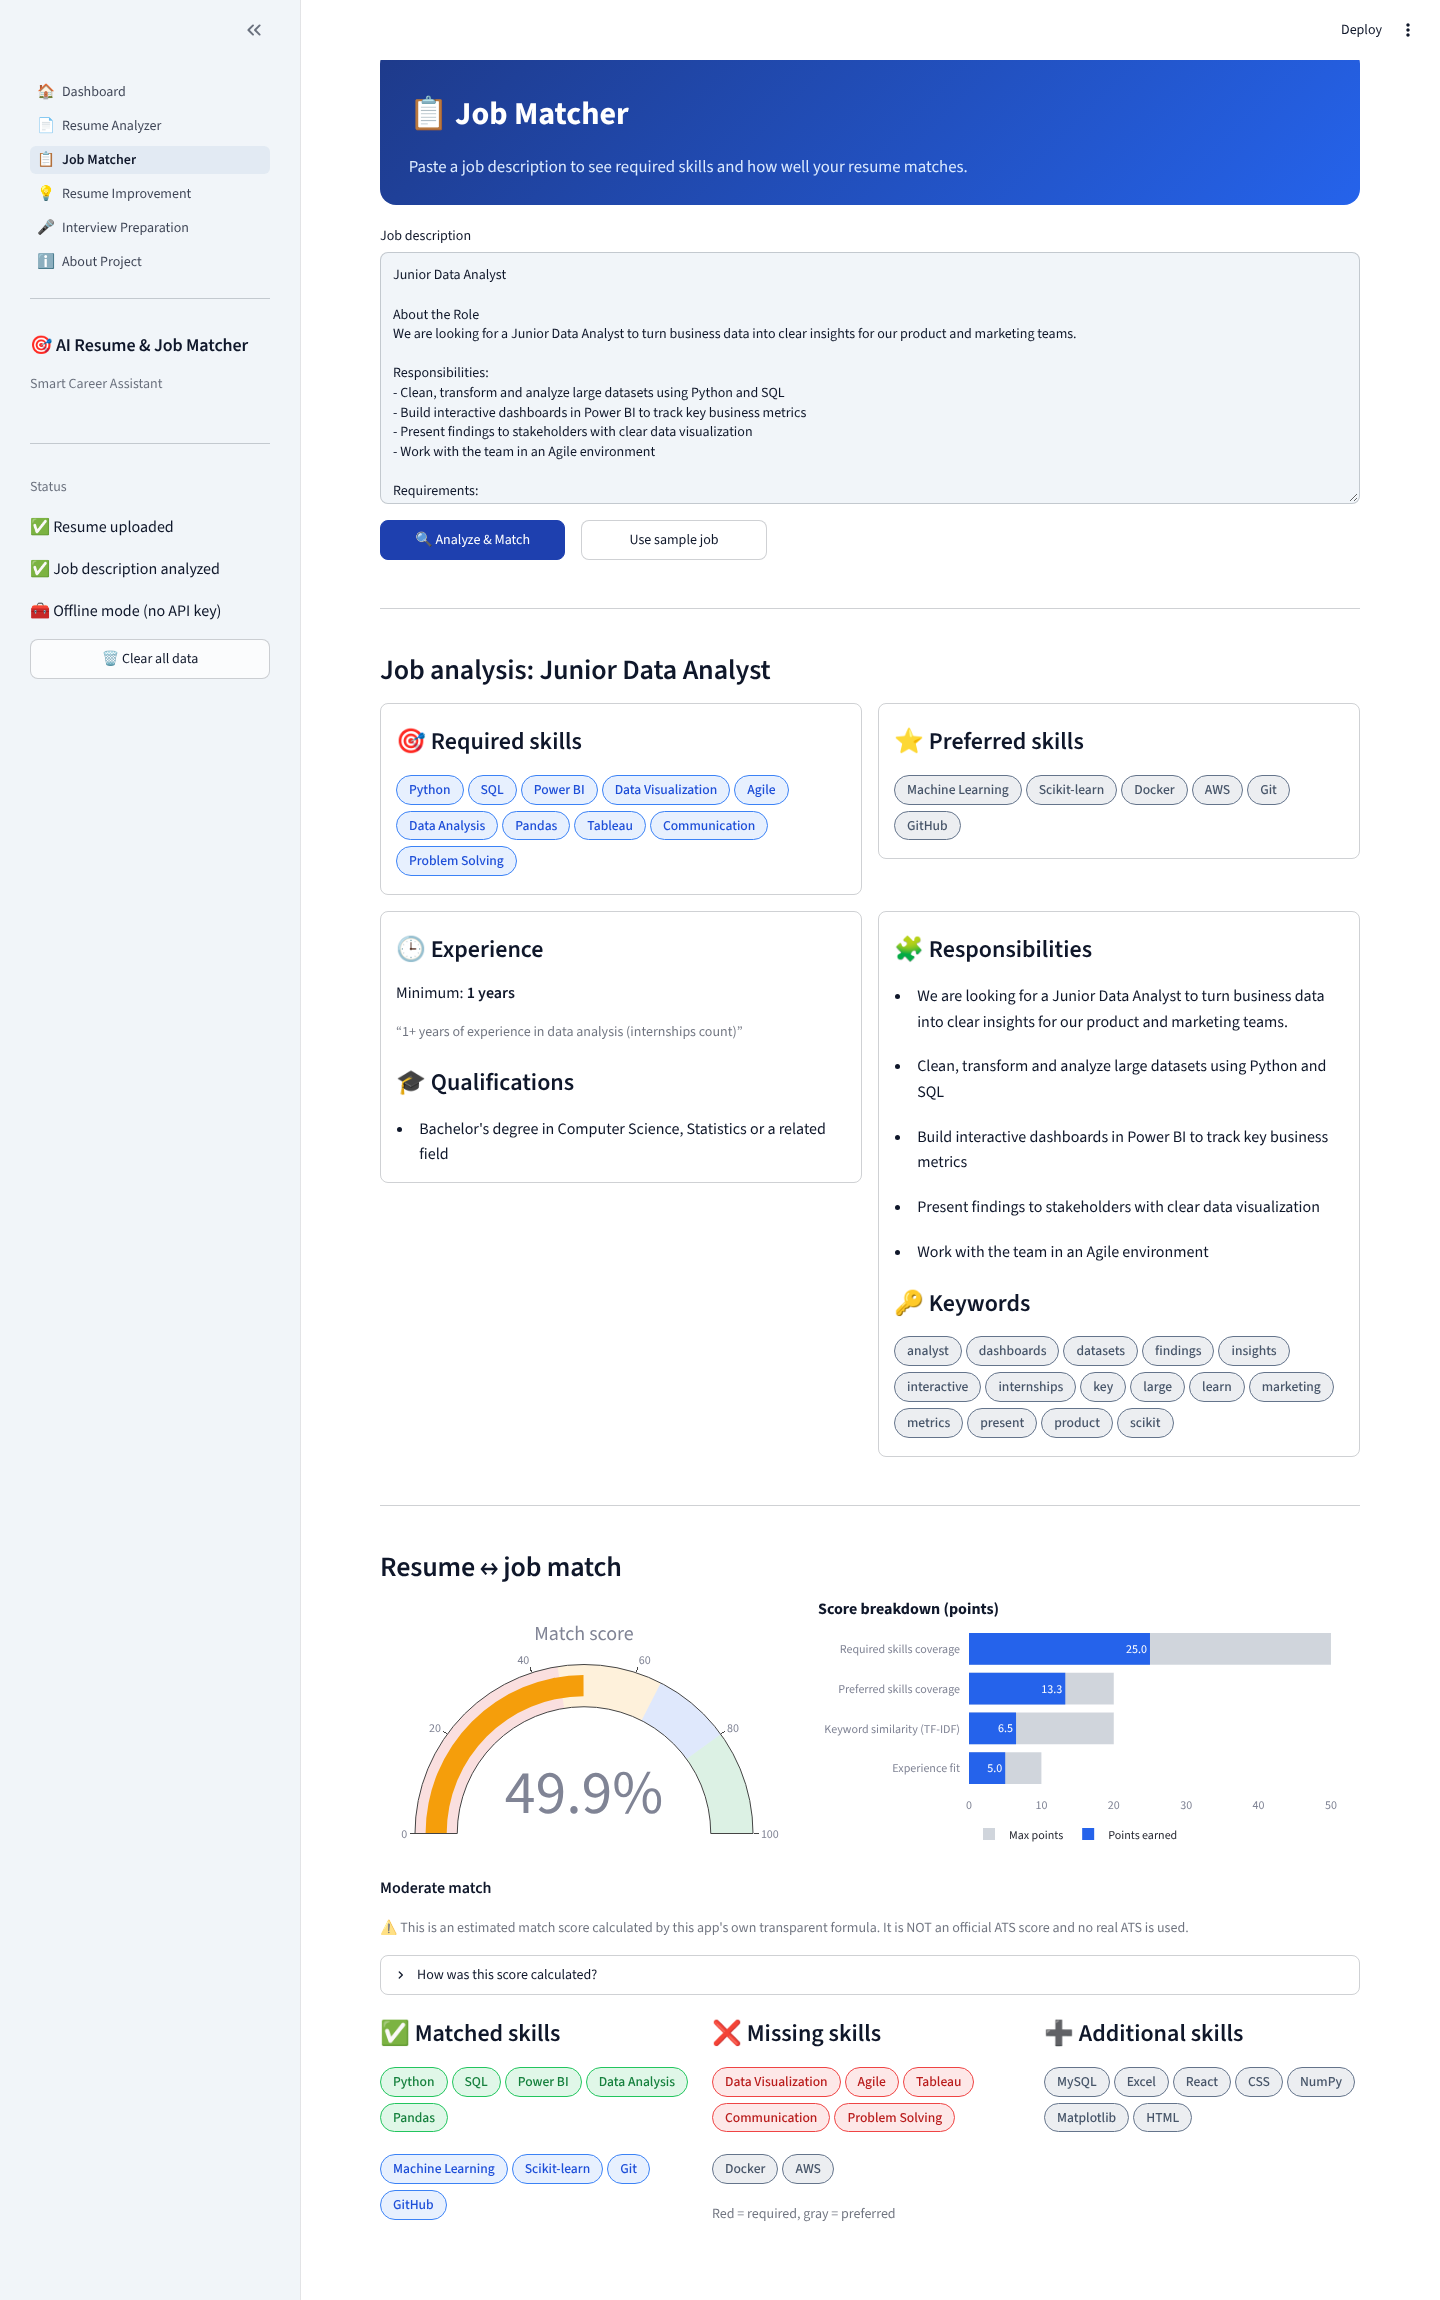 Deploy
Dashboard
Resume Analyzer
Job Matcher
Resume Improvement
Interview Preparation
About Project
AI Resume & Job Matcher
Smart Career Assistant
Status
Resume uploaded
Job description analyzed
Offline mode (no API key)
Clear all data
Job Matcher
Paste a job description to see required skills and how well your resume matches.
Job description
Junior Data Analyst
About the Role
We are looking for a Junior Data Analyst to turn business data into clear insights for our product and marketing teams.
Responsibilities:
- Clean, transform and analyze large datasets using Python and SQL
- Build interactive dashboards in Power BI to track key business metrics
- Present findings to stakeholders with clear data visualization
- Work with the team in an Agile environment
Requirements:
Analyze & Match
Use sample job
Job analysis: Junior Data Analyst
Required skills
Python SQL Power BI Data Visualization Agile
Data Analysis Pandas Tableau Communication
Problem Solving
Preferred skills
Machine Learning Scikit-learn Docker AWS Git
GitHub
Experience
Minimum: 1 years
“1+ years of experience in data analysis (internships count)”
Qualifications
Bachelor's degree in Computer Science, Statistics or a related
field
Responsibilities
We are looking for a Junior Data Analyst to turn business data
into clear insights for our product and marketing teams.
Clean, transform and analyze large datasets using Python and
SQL
Build interactive dashboards in Power BI to track key business
metrics
Present findings to stakeholders with clear data visualization
Work with the team in an Agile environment
Keywords
analyst dashboards datasets findings insights
interactive internships key large learn marketing
metrics present product scikit
Resume ↔ job match
Match score
0
20
40
60
80
100
49.9%
Score breakdown (points)
Required skills coverage 25.0
Preferred skills coverage 13.3
Keyword similarity (TF-IDF) 6.5
Experience fit 5.0
0 10 20 30 40 50
Max points Points earned
Moderate match
⚠️ This is an estimated match score calculated by this app's own transparent formula. It is NOT an official ATS score and no real ATS is used.
How was this score calculated?
Matched skills
Python SQL Power BI Data Analysis
Pandas
Machine Learning Scikit-learn Git
GitHub
Missing skills
Data Visualization Agile Tableau
Communication Problem Solving
Docker AWS
Red = required, gray = preferred
Additional skills
MySQL Excel React CSS NumPy
Matplotlib HTML